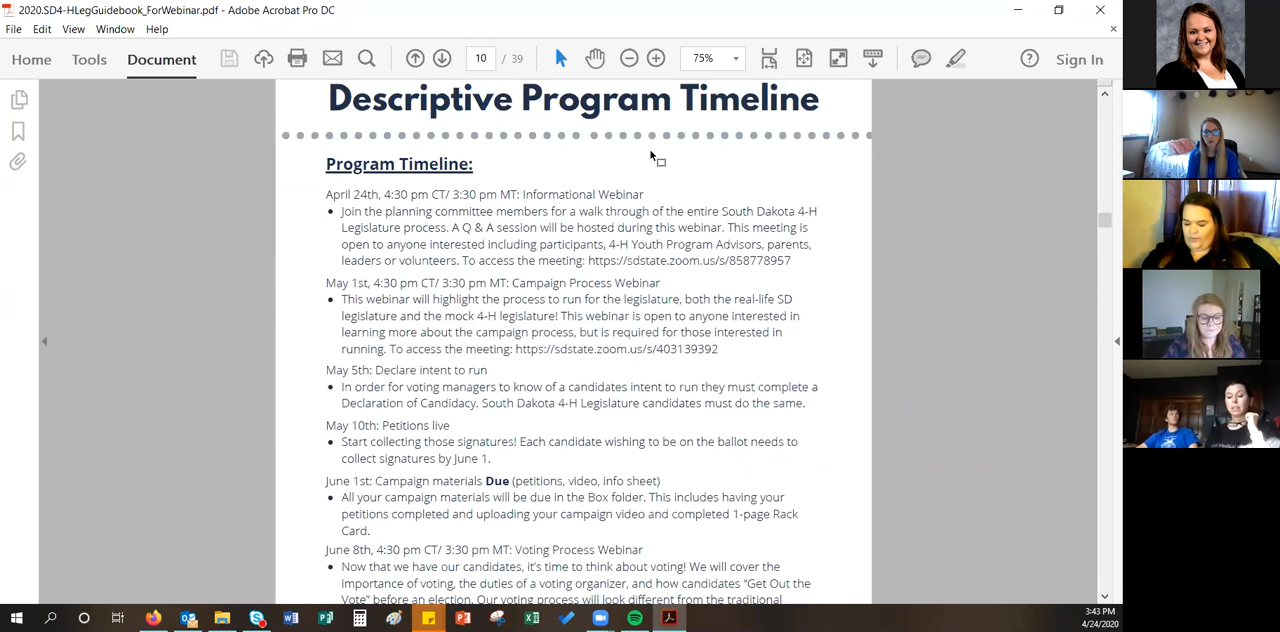 2020.SD4-HLegGuidebook_ForWebinar.pdf - Adobe Acrobat Pro DC
File Edit View Window Help
Home Tools Document 10 / 39 75% Sign In
Descriptive Program Timeline
Program Timeline:
April 24th, 4:30 pm CT/ 3:30 pm MT: Informational Webinar
• Join the planning committee members for a walk through of the entire South Dakota 4-H
Legislature process. A Q & A session will be hosted during this webinar. This meeting is
open to anyone interested including participants, 4-H Youth Program Advisors, parents,
leaders or volunteers. To access the meeting: https://sdstate.zoom.us/s/858778957
May 1st, 4:30 pm CT/ 3:30 pm MT: Campaign Process Webinar
• This webinar will highlight the process to run for the legislature, both the real-life SD
legislature and the mock 4-H legislature! This webinar is open to anyone interested in
learning more about the campaign process, but is required for those interested in
running. To access the meeting: https://sdstate.zoom.us/s/403139392
May 5th: Declare intent to run
• In order for voting managers to know of a candidates intent to run they must complete a
Declaration of Candidacy. South Dakota 4-H Legislature candidates must do the same.
May 10th: Petitions live
• Start collecting those signatures! Each candidate wishing to be on the ballot needs to
collect signatures by June 1.
June 1st: Campaign materials Due (petitions, video, info sheet)
• All your campaign materials will be due in the Box folder. This includes having your
petitions completed and uploading your campaign video and completed 1-page Rack
Card.
June 8th, 4:30 pm CT/ 3:30 pm MT: Voting Process Webinar
• Now that we have our candidates, it's time to think about voting! We will cover the
importance of voting, the duties of a voting organizer, and how candidates "Get Out the
Vote" before an election. Our voting process will look different from the traditional
3:43 PM
4/24/2020